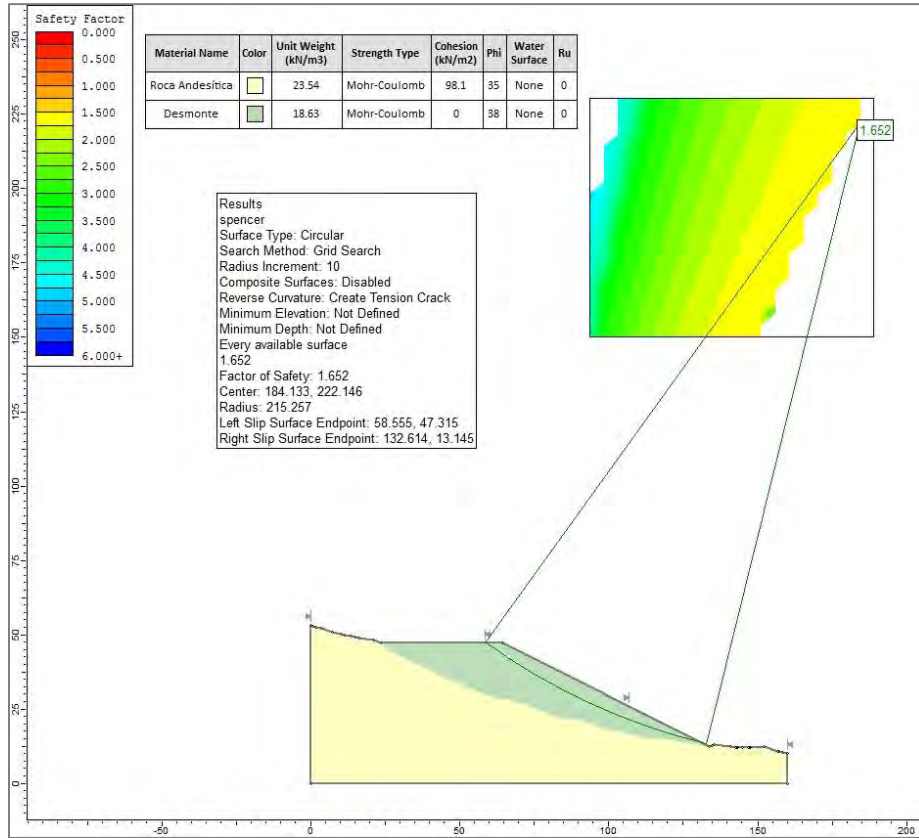 Safety Factor
0.000
0.500
1.000
1.500
2.000
2.500
3.000
3.500
4.000
4.500
5.000
5.500
6.000+
Material Name Color Unit Weight (kN/m3) Strength Type Cohesion (kN/m2) Phi Water Surface Ru
Roca Andesítica 23.54 Mohr-Coulomb 98.1 35 None 0
Desmonte 18.63 Mohr-Coulomb 0 38 None 0
1.652
Results
spencer
Surface Type: Circular
Search Method: Grid Search
Radius Increment: 10
Composite Surfaces: Disabled
Reverse Curvature: Create Tension Crack
Minimum Elevation: Not Defined
Minimum Depth: Not Defined
Every available surface
1.652
Factor of Safety: 1.652
Center: 184.133, 222.146
Radius: 215.257
Left Slip Surface Endpoint: 58.555, 47.315
Right Slip Surface Endpoint: 132.614, 13.145
250
225
200
175
150
125
100
75
50
25
0
-50 0 50 100 150 200